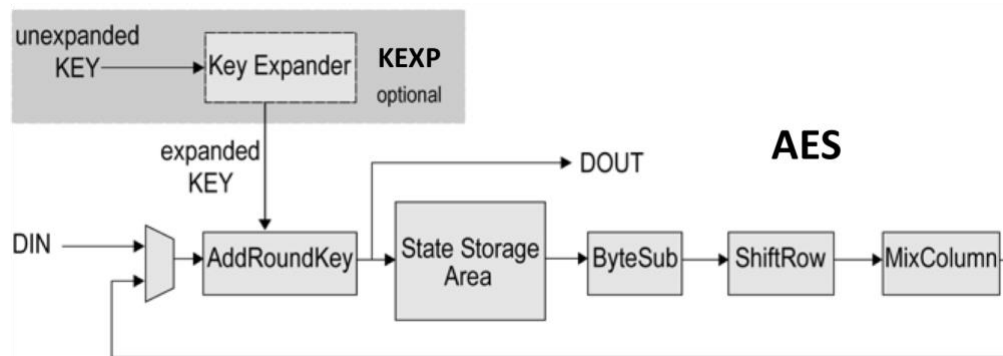 unexpanded
KEY
Key Expander
KEXP
optional
expanded
KEY
DOUT
AES
DIN
AddRoundKey
State Storage
Area
ByteSub
ShiftRow
MixColumn